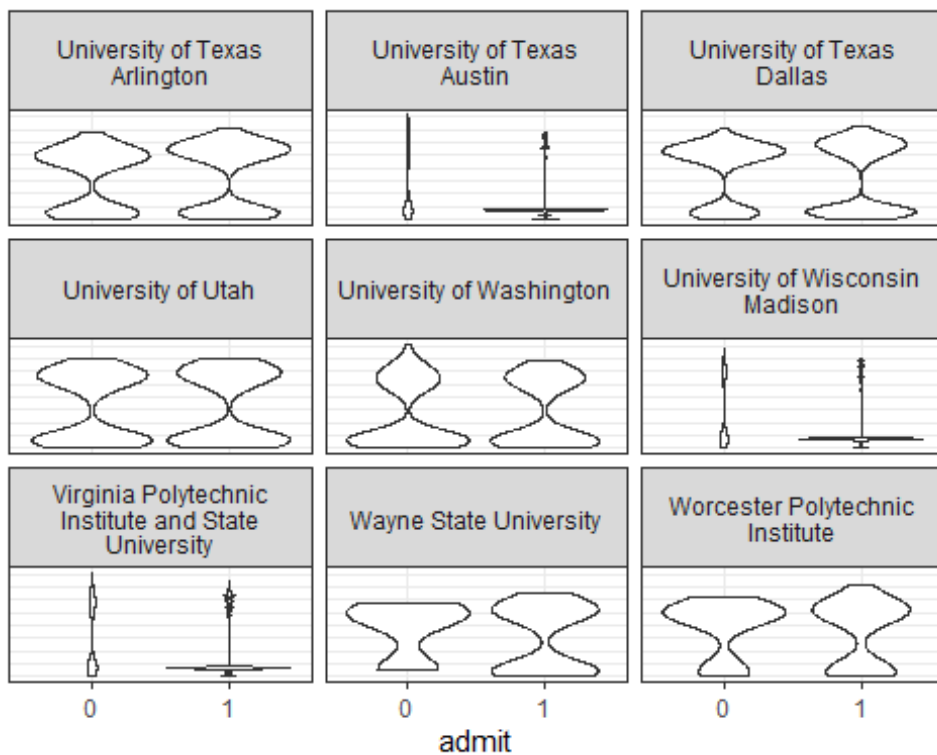 University of Texas
Arlington
University of Texas
Austin
University of Texas
Dallas
University of Utah
University of Washington
University of Wisconsin
Madison
Virginia Polytechnic
Institute and State
University
Wayne State University
Worcester Polytechnic
Institute
0 1 0 1 0 1
admit